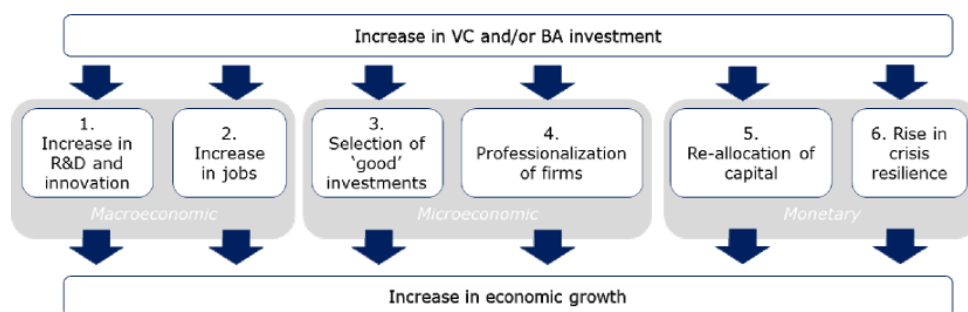 Increase in VC and/or BA investment
1.
Increase in
R&D and
innovation
2.
Increase
in jobs
Macroeconomic
3.
Selection of
‘good’
investments
4.
Professionalization
of firms
Microeconomic
5.
Re-allocation of
capital
6. Rise in
crisis
resilience
Monetary
Increase in economic growth